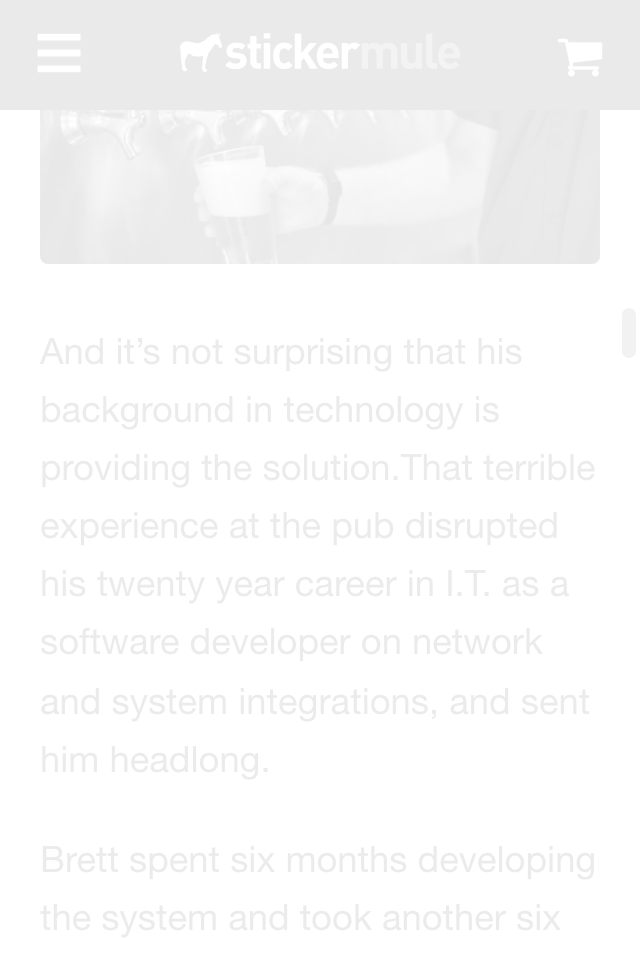 stickermule
And it’s not surprising that his
background in technology is
providing the solution.That terrible
experience at the pub disrupted
his twenty year career in I.T. as a
software developer on network
and system integrations, and sent
him headlong.
Brett spent six months developing
the system and took another six